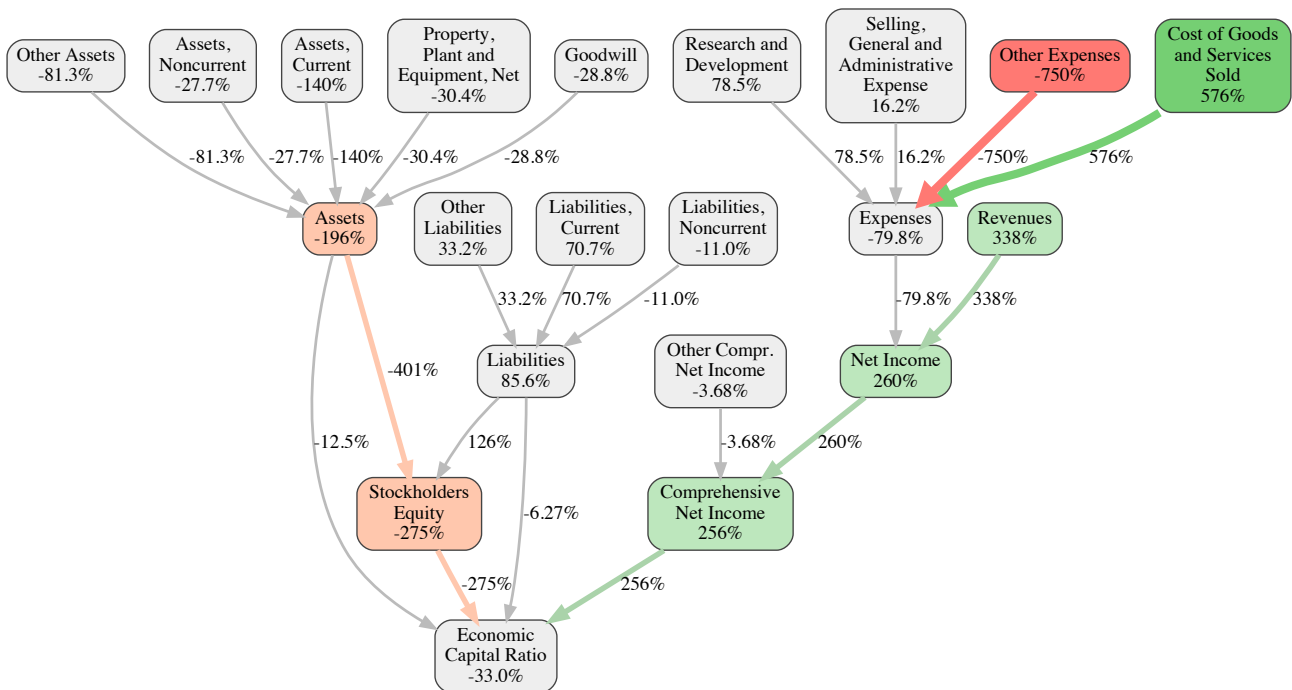 Other Assets
-81.3%
Assets,
Noncurrent
-27.7%
Assets,
Current
-140%
Property,
Plant and
Equipment, Net
-30.4%
Goodwill
-28.8%
Research and
Development
78.5%
Selling,
General and
Administrative
Expense
16.2%
Other Expenses
-750%
Cost of Goods
and Services
Sold
576%
-81.3%
-27.7%
-140%
-30.4%
-28.8%
78.5%
16.2%
-750%
576%
Assets
-196%
Other
Liabilities
33.2%
Liabilities,
Current
70.7%
Liabilities,
Noncurrent
-11.0%
Expenses
-79.8%
Revenues
338%
33.2%
70.7%
-11.0%
-79.8%
338%
-401%
Liabilities
85.6%
Other Compr.
Net Income
-3.68%
Net Income
260%
-12.5%
126%
-3.68%
260%
Stockholders
Equity
-275%
-6.27%
Comprehensive
Net Income
256%
-275%
256%
Economic
Capital Ratio
-33.0%